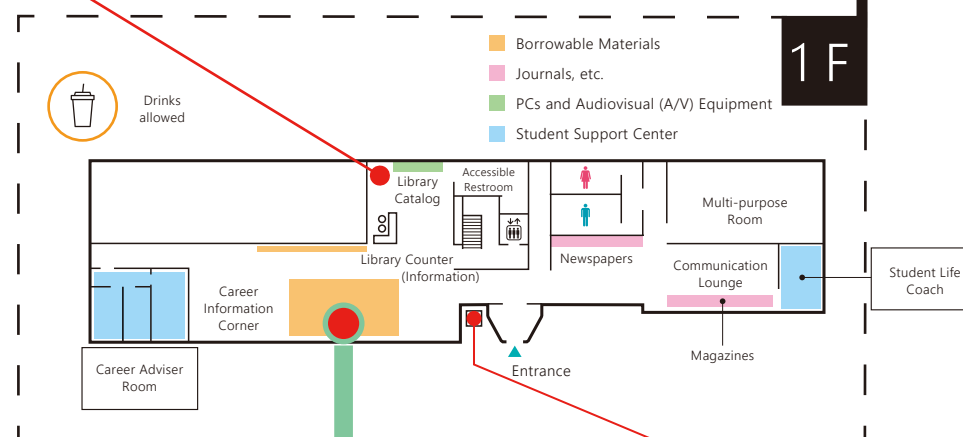 1F
Borrowable Materials
Journals, etc.
PCs and Audiovisual (A/V) Equipment
Student Support Center
Drinks
allowed
Library
Catalog
Accessible
Restroom
Multi-purpose
Room
Library Counter
(Information)
Newspapers
Communication
Lounge
Student Life
Coach
Career
Information
Corner
Magazines
Career Adviser
Room
Entrance